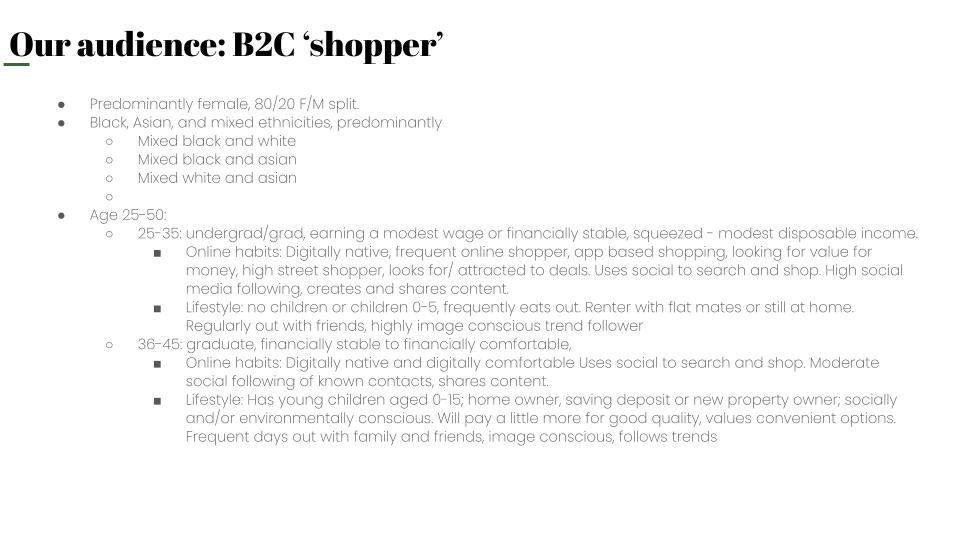 Our audience: B2C ‘shopper’
● Predominantly female, 80/20 F/M split.
● Black, Asian, and mixed ethnicities, predominantly
○ Mixed black and white
○ Mixed black and asian
○ Mixed white and asian
○
● Age 25-50:
○ 25-35: undergrad/grad, earning a modest wage or financially stable, squeezed - modest disposable income.
■ Online habits: Digitally native, frequent online shopper, app based shopping, looking for value for
money, high street shopper, looks for/ attracted to deals. Uses social to search and shop. High social
media following, creates and shares content.
■ Lifestyle: no children or children 0-5, frequently eats out. Renter with flat mates or still at home.
Regularly out with friends, highly image conscious trend follower
○ 36-45: graduate, financially stable to financially comfortable,
■ Online habits: Digitally native and digitally comfortable Uses social to search and shop. Moderate
social following of known contacts, shares content.
■ Lifestyle: Has young children aged 0-15; home owner, saving deposit or new property owner; socially
and/or environmentally conscious. Will pay a little more for good quality, values convenient options.
Frequent days out with family and friends, image conscious, follows trends